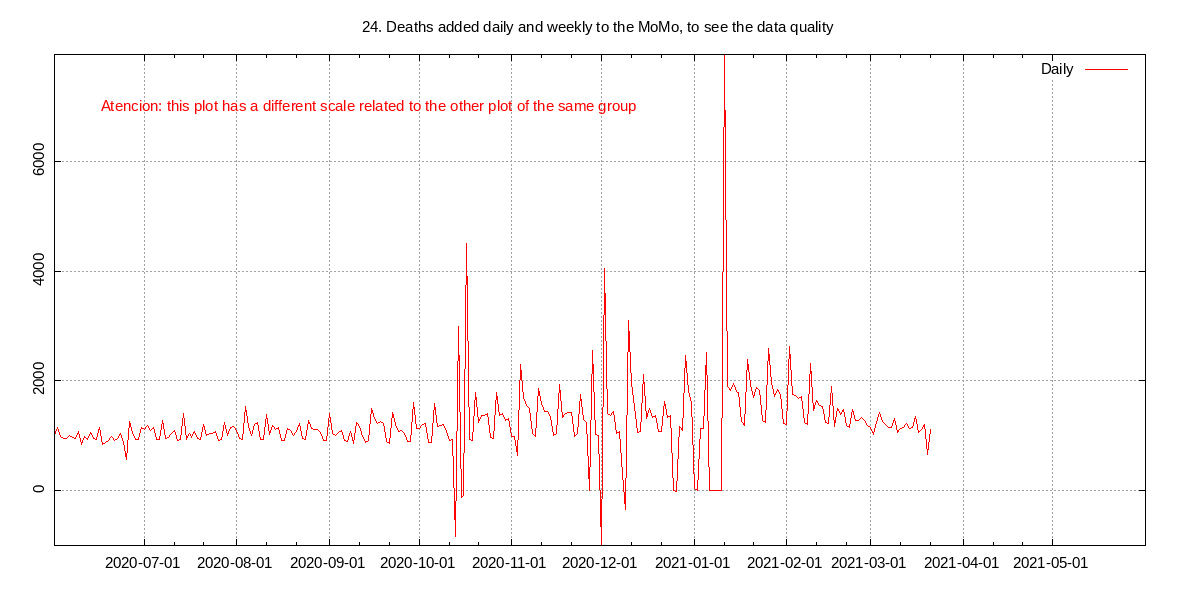 24. Deaths added daily and weekly to the MoMo, to see the data quality
Daily
Atencion: this plot has a different scale related to the other plot of the same group
6000
4000
2000
0
2020-07-01 2020-08-01 2020-09-01 2020-10-01 2020-11-01 2020-12-01 2021-01-01 2021-02-01 2021-03-01 2021-04-01 2021-05-01